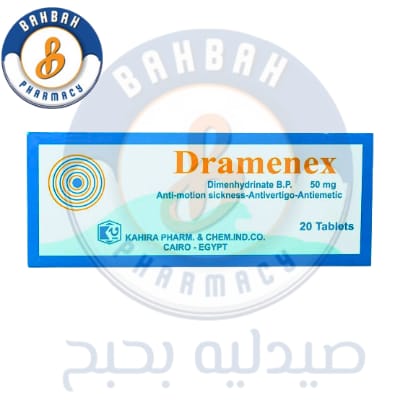 BAHBAH
PHARMACY
BAHBAH
Dramenex
Dimenhydrinate B.P. 50 mg
Anti-motion sickness-Antivertigo-Antiemetic
20 Tablets
KAHIRA PHARM. & CHEM.IND.CO.
CAIRO - EGYPT
PHARMACY
صيدليه بحبح